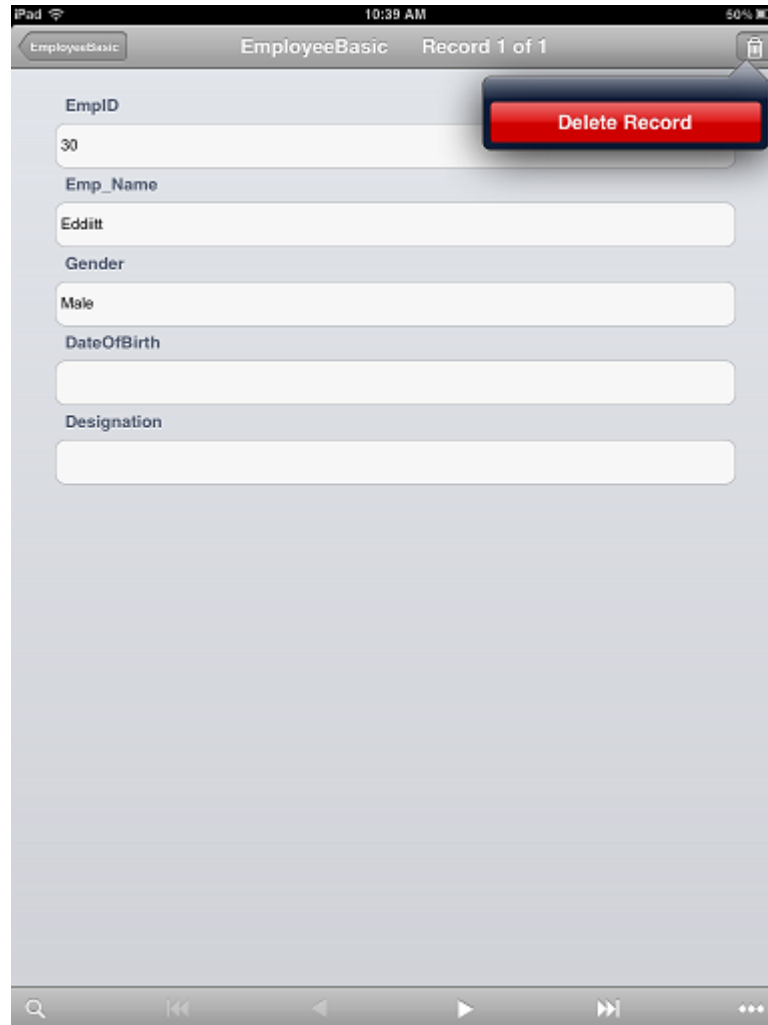 iPad 10:39 AM 50%
EmployeeBasic EmployeeBasic Record 1 of 1
Delete Record
EmpID
30
Emp_Name
Eddiitt
Gender
Male
DateOfBirth
Designation